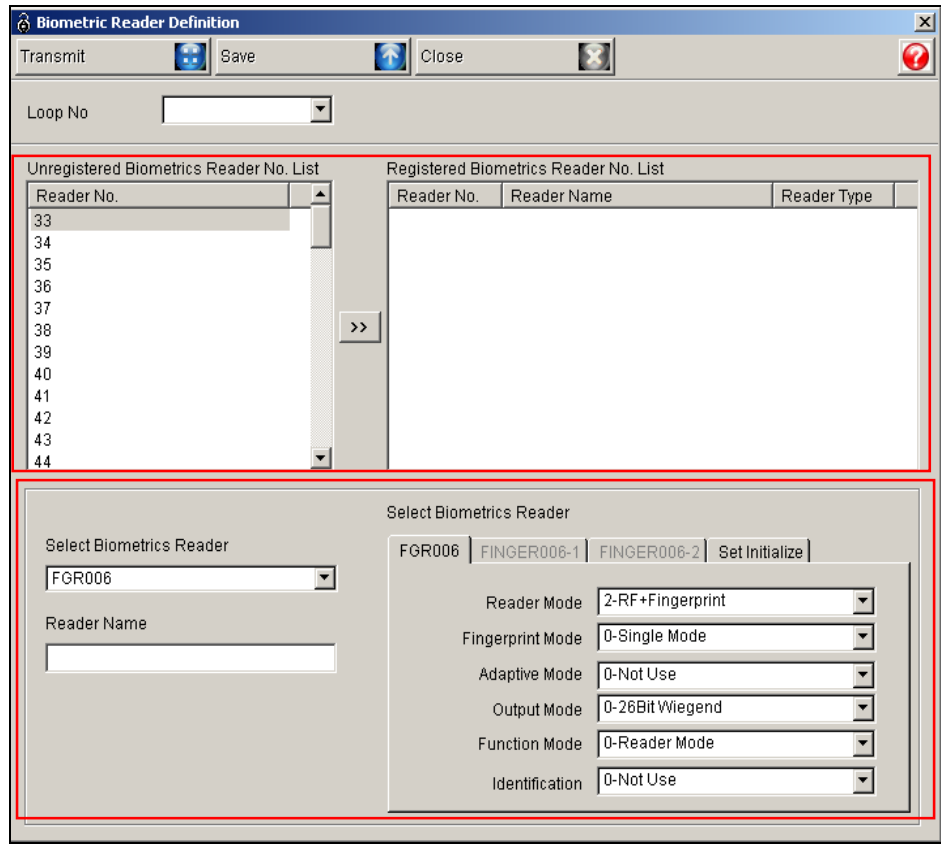 Biometric Reader Definition
Transmit Save Close
Loop No
Unregistered Biometrics Reader No. List
Reader No.
33
34
35
36
37
38
39
40
41
42
43
44
>>
Registered Biometrics Reader No. List
Reader No. Reader Name Reader Type
Select Biometrics Reader
FGR006
Reader Name
Select Biometrics Reader
FGR006 FINGER006-1 FINGER006-2 Set Initialize
Reader Mode 2-RF+Fingerprint
Fingerprint Mode 0-Single Mode
Adaptive Mode 0-Not Use
Output Mode 0-26Bit Wiegend
Function Mode 0-Reader Mode
Identification 0-Not Use